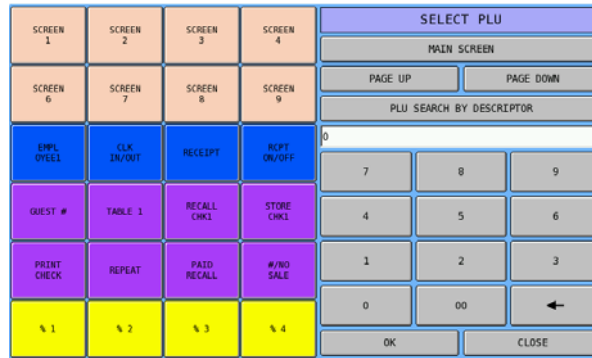 SCREEN
1
SCREEN
2
SCREEN
3
SCREEN
4
SCREEN
6
SCREEN
7
SCREEN
8
SCREEN
9
EMPL
OYEE1
CLK
IN/OUT
RECEIPT
RCPT
ON/OFF
GUEST #
TABLE 1
RECALL
CHK1
STORE
CHK1
PRINT
CHECK
REPEAT
PAID
RECALL
#/NO
SALE
% 1
% 2
% 3
% 4
SELECT PLU
MAIN SCREEN
PAGE UP
PAGE DOWN
PLU SEARCH BY DESCRIPTOR
0
7
8
9
4
5
6
1
2
3
0
00
OK
CLOSE